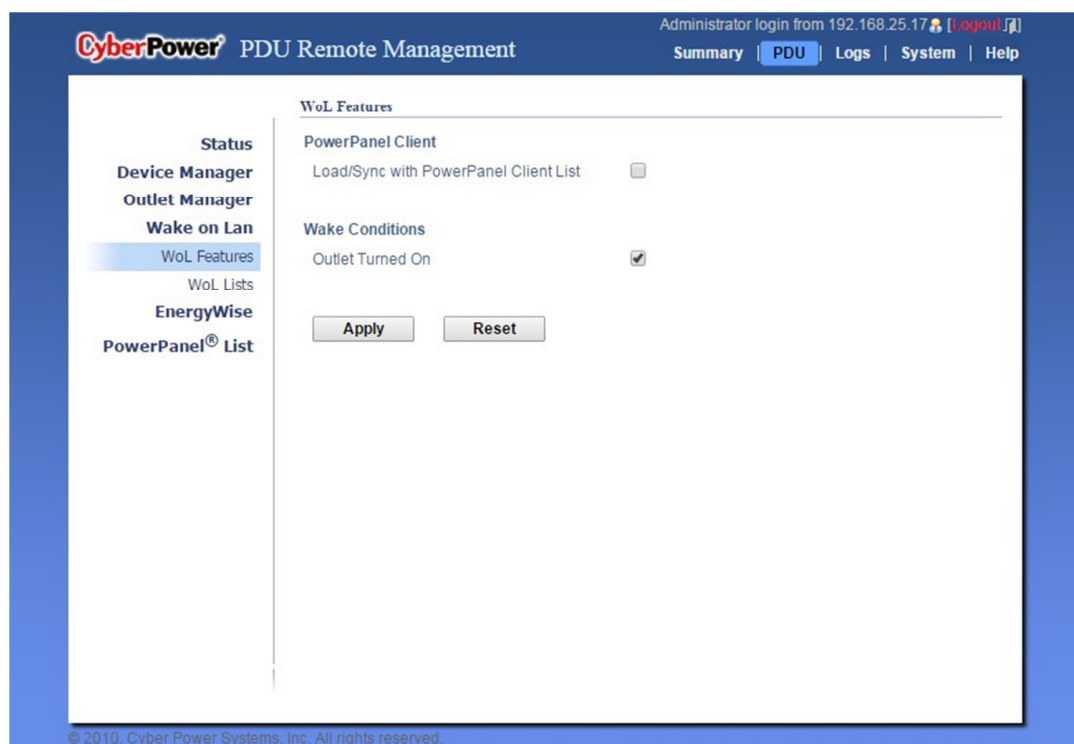 Administrator login from 192.168.25.17 [Logout]
CyberPower® PDU Remote Management
Summary | PDU | Logs | System | Help
WoL Features
Status
Device Manager
Outlet Manager
Wake on Lan
WoL Features
WoL Lists
EnergyWise
PowerPanel® List
PowerPanel Client
Load/Sync with PowerPanel Client List
Wake Conditions
Outlet Turned On
Apply
Reset
© 2010, Cyber Power Systems, Inc. All rights reserved.